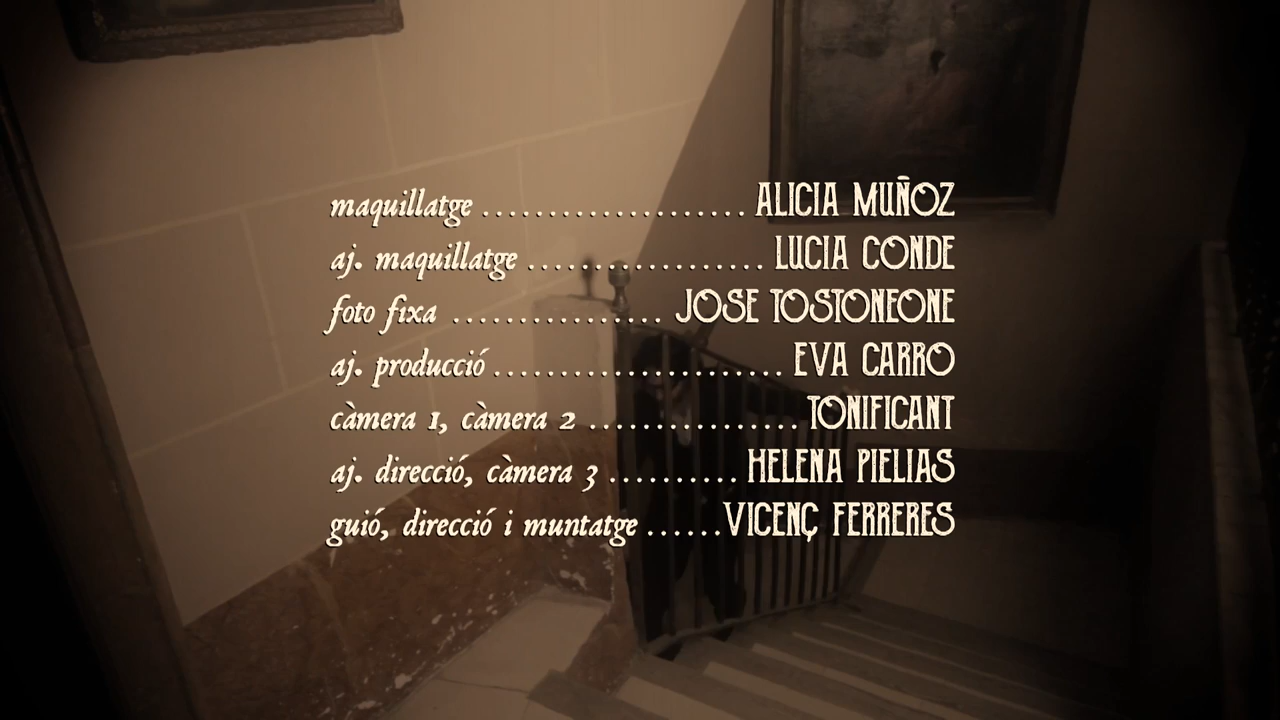 maquillatge ..................... ALICIA MUÑOZ
aj. maquillatge ................... LUCIA CONDE
foto fixa ................. JOSE TOSTONEONE
aj. producció ....................... EVA CARRO
càmera 1, càmera 2 ................. TONIFICANT
aj. direcció, càmera 3 .......... HELENA PIELIAS
guió, direcció i muntatge ......VICENÇ FERRERES